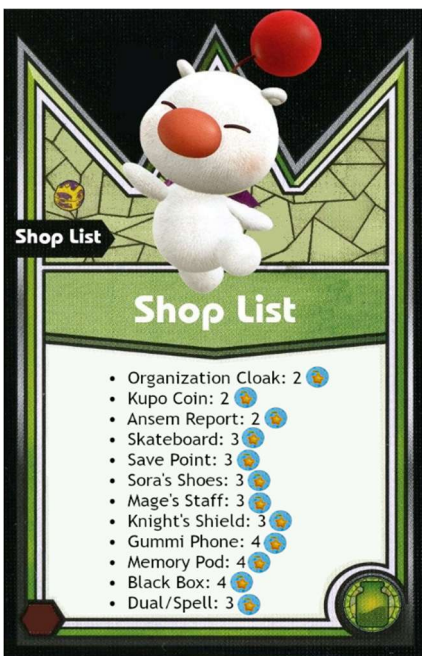 Shop List
Shop List
• Organization Cloak: 2
• Kupo Coin: 2
• Ansem Report: 2
• Skateboard: 3
• Save Point: 3
• Sora's Shoes: 3
• Mage's Staff: 3
• Knight's Shield: 3
• Gummi Phone: 4
• Memory Pod: 4
• Black Box: 4
• Dual/Spell: 3